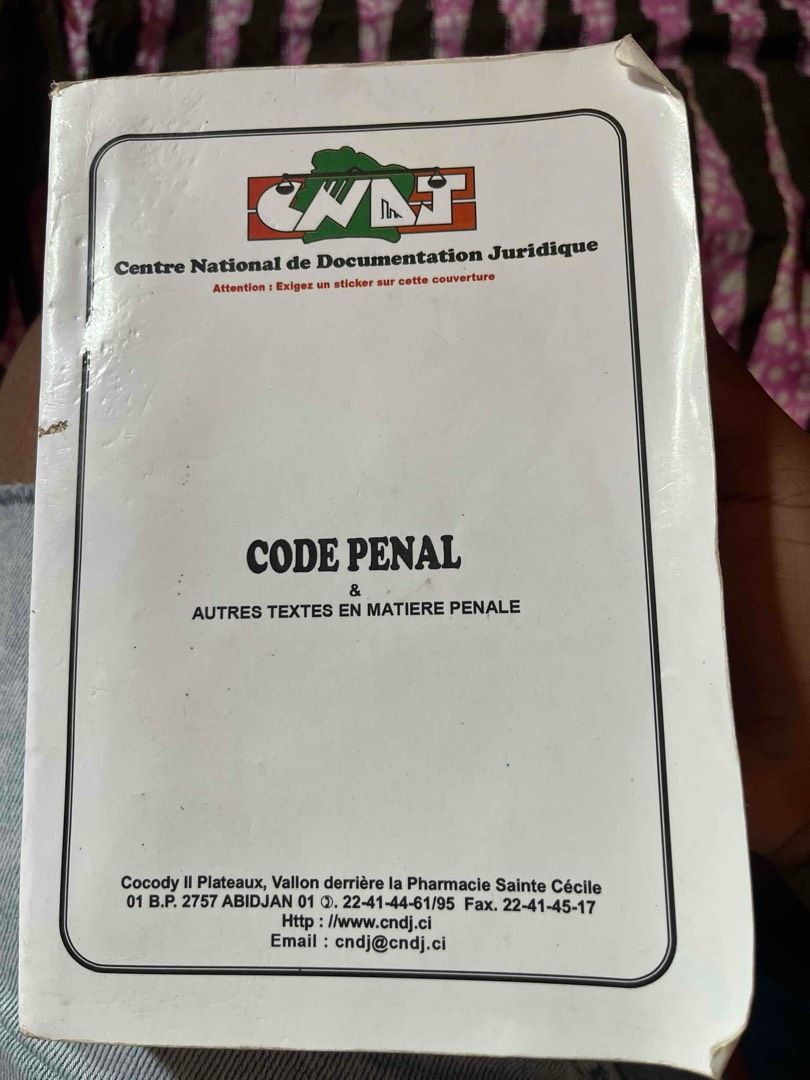 CNDJ
Centre National de Documentation Juridique
Attention : Exigez un sticker sur cette couverture
CODE PENAL
&
AUTRES TEXTES EN MATIERE PENALE
Cocody II Plateaux, Vallon derrière la Pharmacie Sainte Cécile
01 B.P. 2757 ABIDJAN 01 ✆. 22-41-44-61/95 Fax. 22-41-45-17
Http : //www.cndj.ci
Email : cndj@cndj.ci